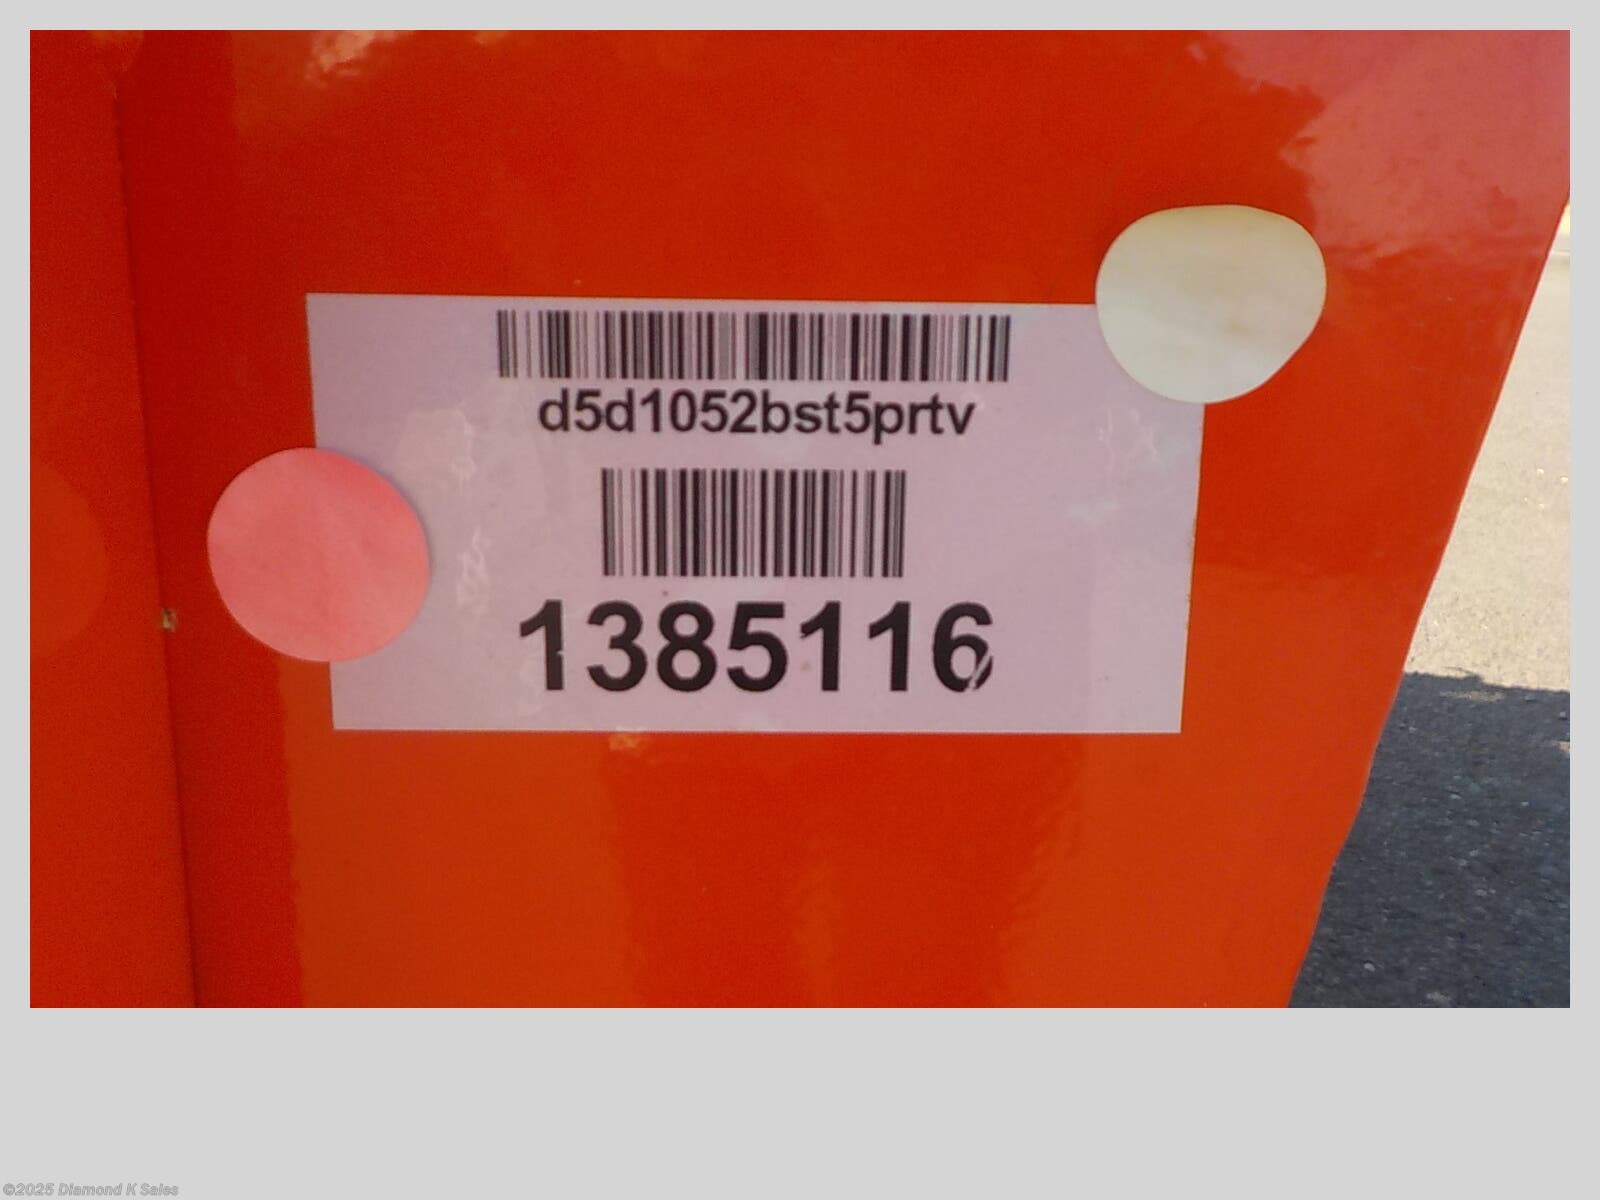 d5d1052bst5prtv
1385116
©2025 Diamond K Sales